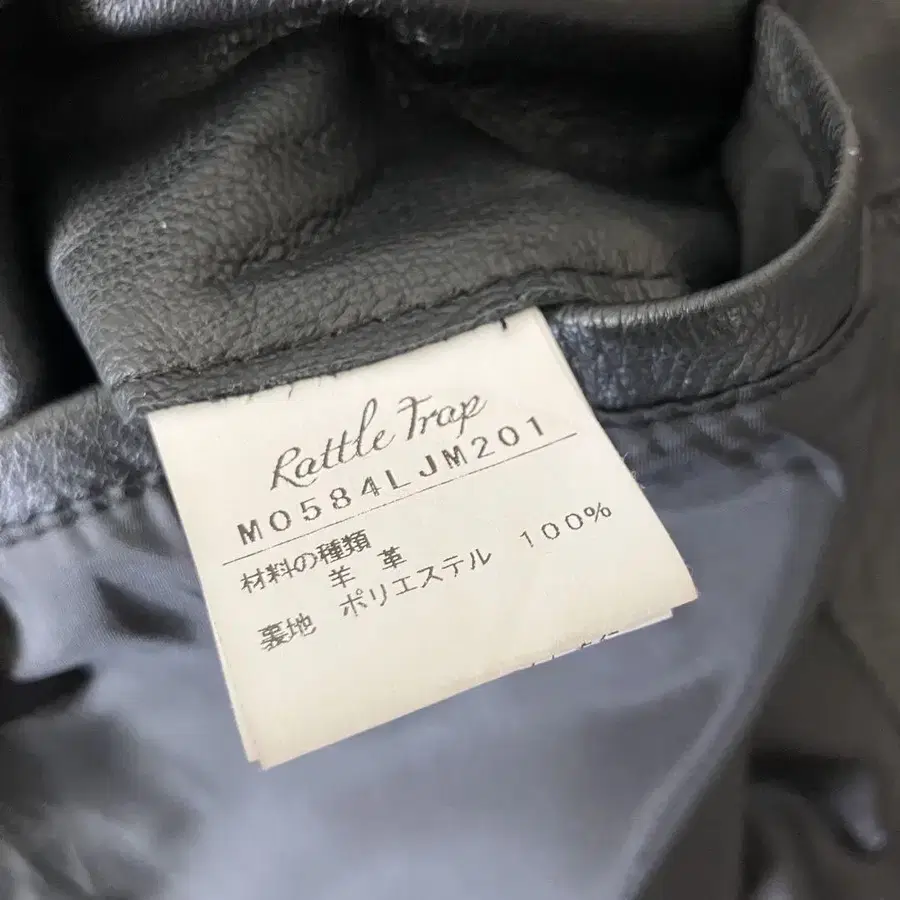 Rattle Trap
M0584LJM201
材料の種類
羊 革
裏地 ポリエステル 100%